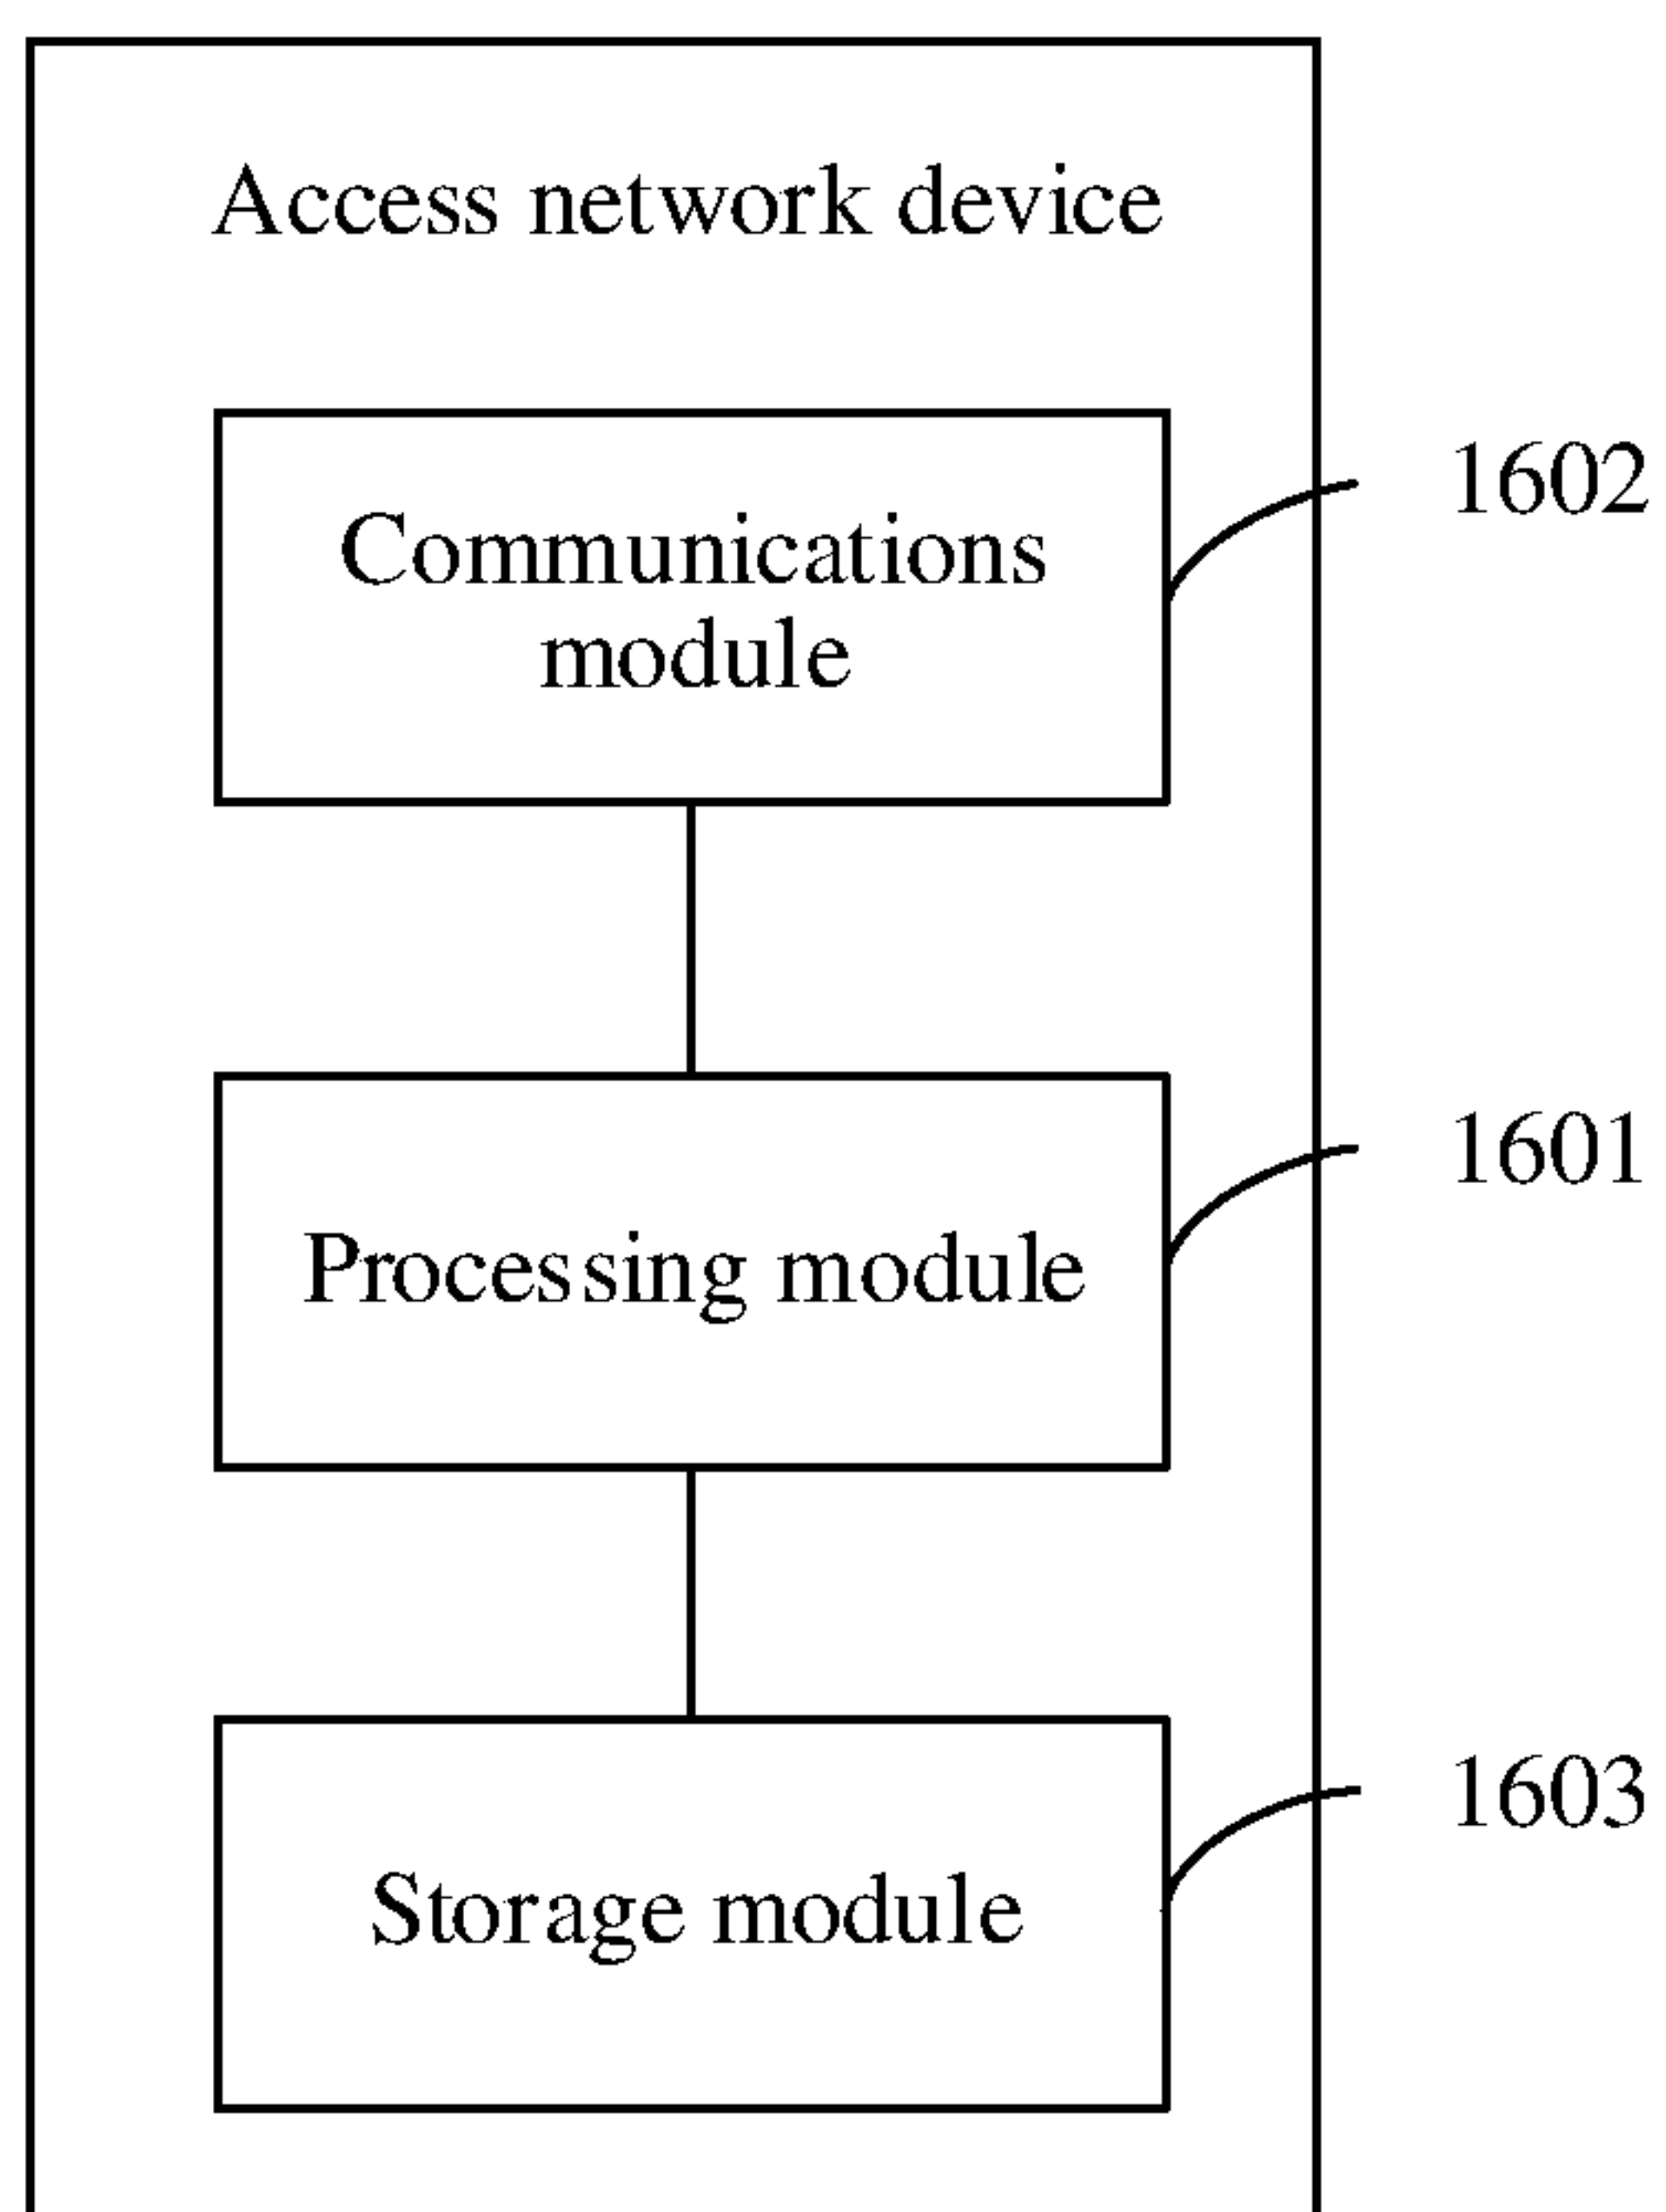 Access network device
1602
Communications
module
1601
Processing module
1603
Storage module